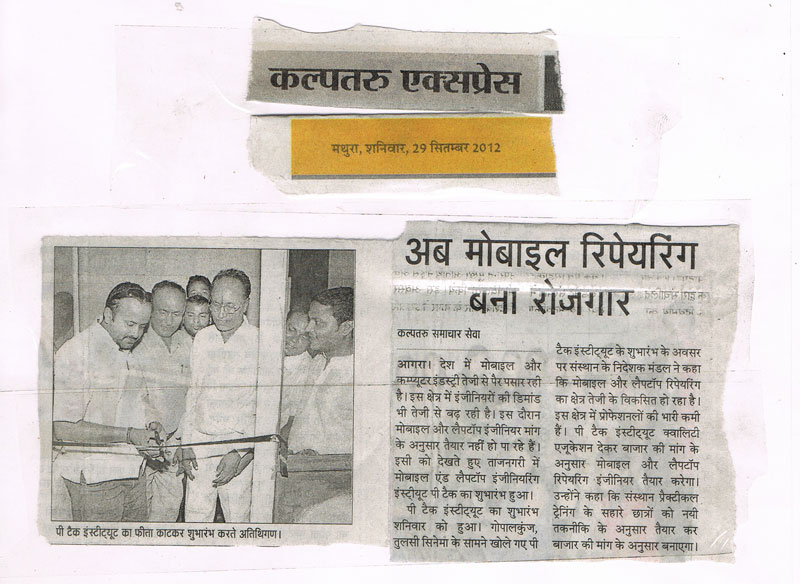 कल्पतरु एक्सप्रेस
मथुरा, शनिवार, 29 सितम्बर 2012
अब मोबाइल रिपेयरिंग
बना रोजगार
कल्पतरु समाचार सेवा
आगरा। देश में मोबाइल और
कम्प्यूटर इंडस्ट्री तेजी से पैर पसार रही
है। इस क्षेत्र में इंजीनियरों की डिमांड
भी तेजी से बढ़ रही है। इस दौरान
मोबाइल और लैपटॉप इंजीनियर मांग
के अनुसार तैयार नहीं हो पा रहे हैं।
इसी को देखते हुए ताजनगरी में
मोबाइल एंड लैपटॉप इंजीनियरिंग
इंस्ट्रीयूट पी टैक का शुभारंभ हुआ।
पी टैक इंस्टीट्यूट का शुभारंभ
शनिवार को हुआ। गोपालकुंज,
तुलसी सिनेमा के सामने खोले गए पी
टैक इंस्टीट्यूट के शुभारंभ के अवसर
पर संस्थान के निदेशक मंडल ने कहा
कि मोबाइल और लैपटॉप रिपेयरिंग
का क्षेत्र तेजी के विकसित हो रहा है।
इस क्षेत्र में प्रोफेशनलों की भारी कमी
है। पी टैक इंस्टीट्यूट क्वालिटी
एजूकेशन देकर बाजार की मांग के
अनुसार मोबाइल और लैपटॉप
रिपेयरिंग इंजीनियर तैयार करेगा।
उन्होंने कहा कि संस्थान प्रैक्टीकल
ट्रेनिंग के सहारे छात्रों को नयी
तकनीकि के अनुसार तैयार कर
बाजार की मांग के अनुसार बनाएगा।
पी टैक इंस्टीट्यूट का फीता काटकर शुभारंभ करते अतिथिगण।